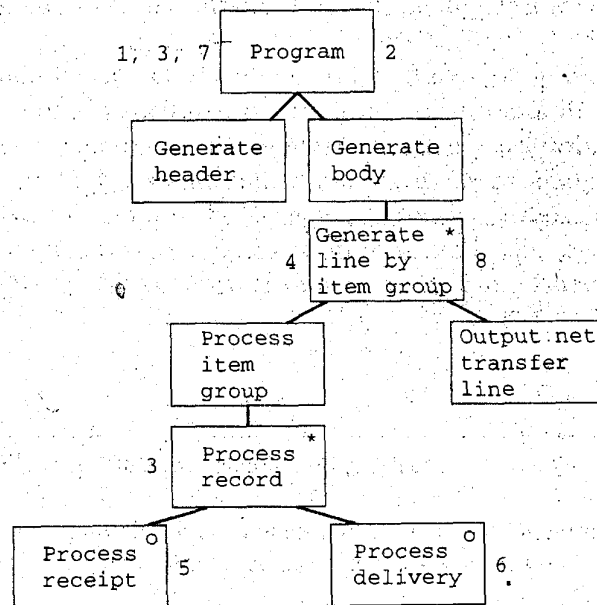 1, 3, 7 Program 2
Generate header
Generate body
4 Generate * line by item group 8
Process item group
Output net transfer line
3 Process record *
Process receipt o 5
Process delivery o 6.